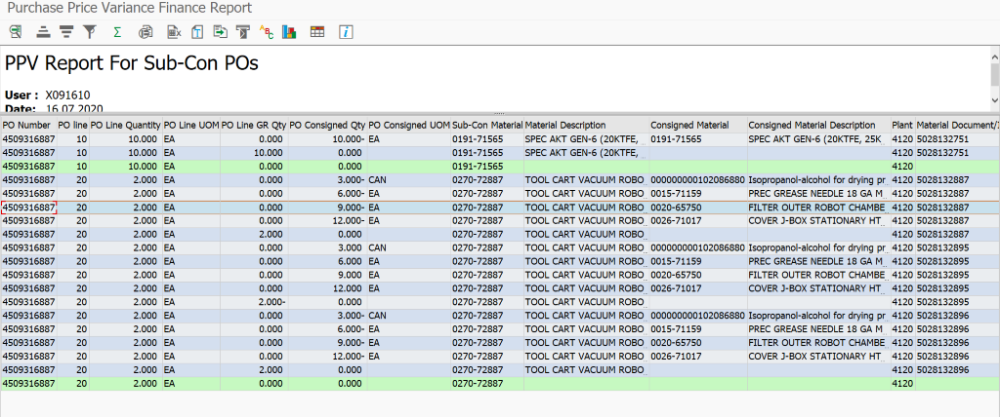 Purchase Price Variance Finance Report
PPV Report For Sub-Con POs
User : X091610
Date: 16.07.2020
PO Number PO line PO Line Quantity PO Line UOM PO Line GR Qty PO Consigned Qty PO Consigned UOM Sub-Con Material Material Description Consigned Material Consigned Material Description Plant Material Document/I
4509316887 10 10.000 EA 0.000 10.000- EA 0191-71565 SPEC AKT GEN-6 (20KTFE, 0191-71565 SPEC AKT GEN-6 (20KTFE, 25K 4120 5028132751
4509316887 10 10.000 EA 10.000 0.000 0191-71565 SPEC AKT GEN-6 (20KTFE, 4120 5028132751
4509316887 10 10.000 EA 0.000 0.000 0191-71565 4120
4509316887 20 2.000 EA 0.000 3.000- CAN 0270-72887 TOOL CART VACUUM ROBO 000000000102086880 Isopropanol-alcohol for drying pr 4120 5028132887
4509316887 20 2.000 EA 0.000 6.000- EA 0270-72887 TOOL CART VACUUM ROBO 0015-71159 PREC GREASE NEEDLE 18 GA M 4120 5028132887
4509316887 20 2.000 EA 0.000 9.000- EA 0270-72887 TOOL CART VACUUM ROBO 0020-65750 FILTER OUTER ROBOT CHAMBE 4120 5028132887
4509316887 20 2.000 EA 0.000 12.000- EA 0270-72887 TOOL CART VACUUM ROBO 0026-71017 COVER J-BOX STATIONARY HT 4120 5028132887
4509316887 20 2.000 EA 2.000 0.000 0270-72887 TOOL CART VACUUM ROBO 4120 5028132887
4509316887 20 2.000 EA 0.000 3.000 CAN 0270-72887 TOOL CART VACUUM ROBO 000000000102086880 Isopropanol-alcohol for drying pr 4120 5028132895
4509316887 20 2.000 EA 0.000 6.000 EA 0270-72887 TOOL CART VACUUM ROBO 0015-71159 PREC GREASE NEEDLE 18 GA M 4120 5028132895
4509316887 20 2.000 EA 0.000 9.000 EA 0270-72887 TOOL CART VACUUM ROBO 0020-65750 FILTER OUTER ROBOT CHAMBE 4120 5028132895
4509316887 20 2.000 EA 0.000 12.000 EA 0270-72887 TOOL CART VACUUM ROBO 0026-71017 COVER J-BOX STATIONARY HT 4120 5028132895
4509316887 20 2.000 EA 2.000- 0.000 0270-72887 TOOL CART VACUUM ROBO 4120 5028132895
4509316887 20 2.000 EA 0.000 3.000- CAN 0270-72887 TOOL CART VACUUM ROBO 000000000102086880 Isopropanol-alcohol for drying pr 4120 5028132896
4509316887 20 2.000 EA 0.000 6.000- EA 0270-72887 TOOL CART VACUUM ROBO 0015-71159 PREC GREASE NEEDLE 18 GA M 4120 5028132896
4509316887 20 2.000 EA 0.000 9.000- EA 0270-72887 TOOL CART VACUUM ROBO 0020-65750 FILTER OUTER ROBOT CHAMBE 4120 5028132896
4509316887 20 2.000 EA 0.000 12.000- EA 0270-72887 TOOL CART VACUUM ROBO 0026-71017 COVER J-BOX STATIONARY HT 4120 5028132896
4509316887 20 2.000 EA 2.000 0.000 0270-72887 TOOL CART VACUUM ROBO 4120 5028132896
4509316887 20 2.000 EA 0.000 0.000 0270-72887 4120